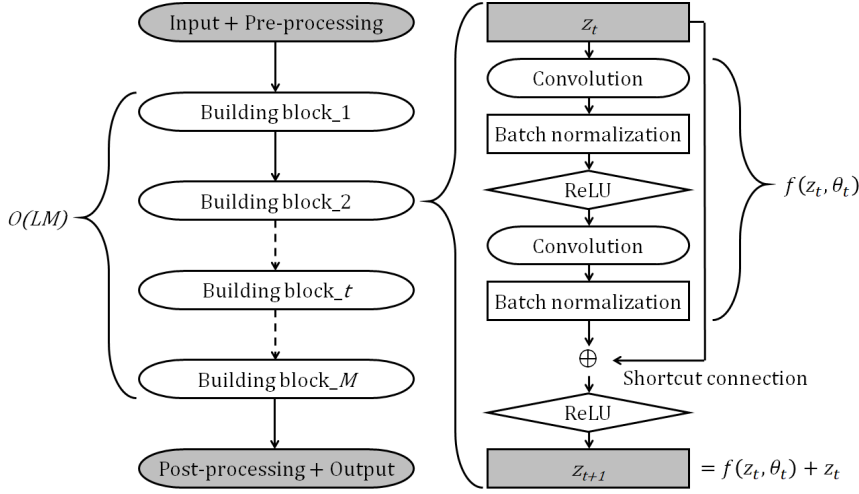 Input + Pre-processing
Building block_1
Building block_2
Building block_t
Building block_M
Post-processing + Output
O(LM)
z_t
Convolution
Batch normalization
ReLU
Convolution
Batch normalization
⊕
Shortcut connection
ReLU
z_{t+1}
f(z_t, θ_t)
= f(z_t, θ_t) + z_t